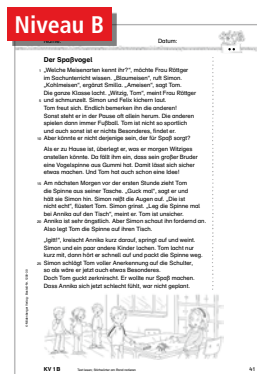 Niveau B
Datum:
Der Spaßvogel
1 „Welche Meisenarten kennt ihr?“, möchte Frau Röttger
im Sachunterricht wissen. „Blaumeisen“, ruft Simon.
„Kohlmeisen“, ergänzt Smilla. „Ameisen“, sagt Tom.
Die ganze Klasse lacht. „Witzig, Tom“, meint Frau Röttger
5 und schmunzelt. Simon und Felix kichern laut.
Tom freut sich. Endlich bemerken ihn die anderen!
Sonst steht er in der Pause oft allein herum. Die anderen
spielen dann immer Fußball. Tom ist nicht so sportlich
und auch sonst ist er nichts Besonderes, findet er.
10 Aber könnte er nicht derjenige sein, der für Spaß sorgt?
Als er zu Hause ist, überlegt er, was er morgen Witziges
anstellen könnte. Da fällt ihm ein, dass sein großer Bruder
eine Vogelspinne aus Gummi hat. Damit lässt sich sicher
etwas machen. Und Tom hat auch schon eine Idee!
15 Am nächsten Morgen vor der ersten Stunde zieht Tom
die Spinne aus seiner Tasche. „Guck mal“, sagt er und
hält sie Simon hin. Simon reißt die Augen auf. „Die ist
nicht echt“, flüstert Tom. Simon grinst. „Leg die Spinne mal
bei Annika auf den Tisch“, meint er. Tom ist unsicher.
20 Annika ist sehr ängstlich. Aber Simon schaut ihn fordernd an.
Also legt Tom die Spinne auf ihren Tisch.
„Igitt!“, kreischt Annika kurz darauf, springt auf und weint.
Simon und ein paar andere Kinder lachen. Tom lacht nur
kurz mit, dann hört er schnell auf und packt die Spinne weg.
25 Simon schlägt Tom voller Anerkennung auf die Schulter,
so als wäre er jetzt auch etwas Besonderes.
Doch Tom guckt zerknirscht. Er wollte nur Spaß machen.
Dass Annika sich jetzt schlecht fühlt, war nicht geplant.
KV 1 B
41